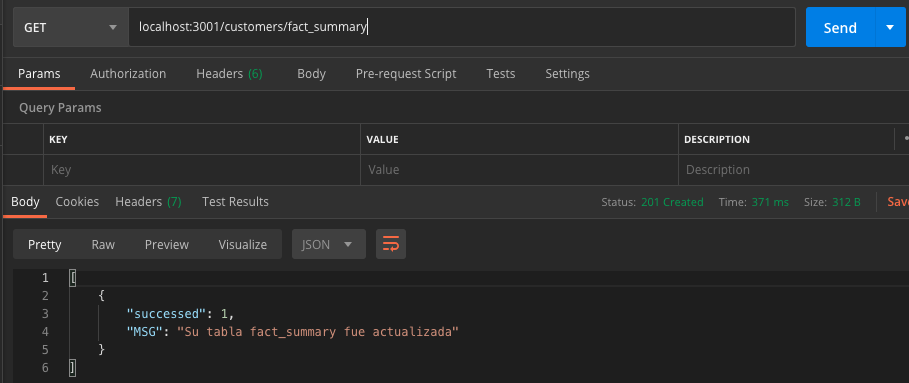 GET localhost:3001/customers/fact_summary Send
Params Authorization Headers (6) Body Pre-request Script Tests Settings
Query Params
KEY VALUE DESCRIPTION
Key Value Description
Body Cookies Headers (7) Test Results Status: 201 Created Time: 371 ms Size: 312 B Save
Pretty Raw Preview Visualize JSON
1 [
2 {
3 "successed": 1,
4 "MSG": "Su tabla fact_summary fue actualizada"
5 }
6 ]